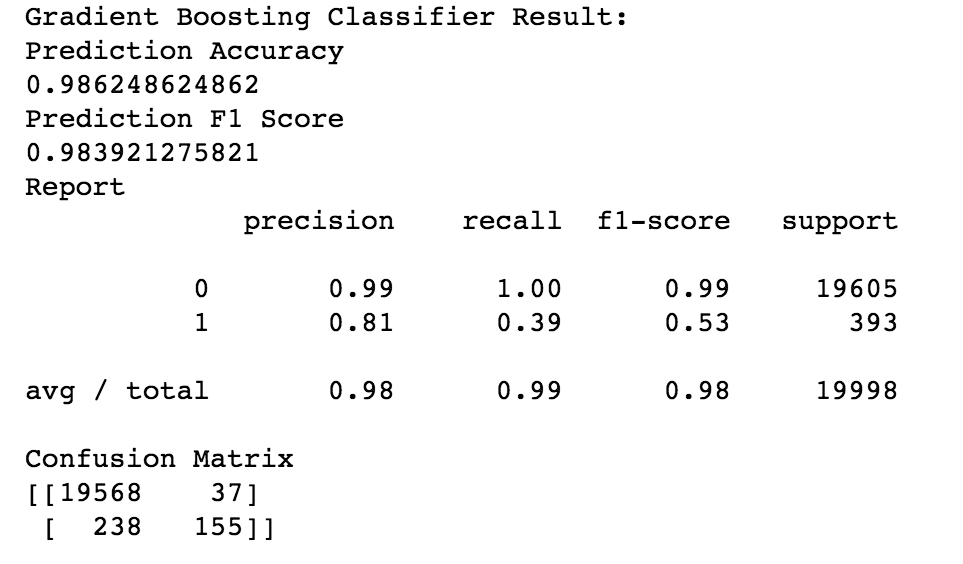 Gradient Boosting Classifier Result:
Prediction Accuracy
0.986248624862
Prediction F1 Score
0.983921275821
Report
precision recall f1-score support
0 0.99 1.00 0.99 19605
1 0.81 0.39 0.53 393
avg / total 0.98 0.99 0.98 19998
Confusion Matrix
[[19568 37]
[ 238 155]]